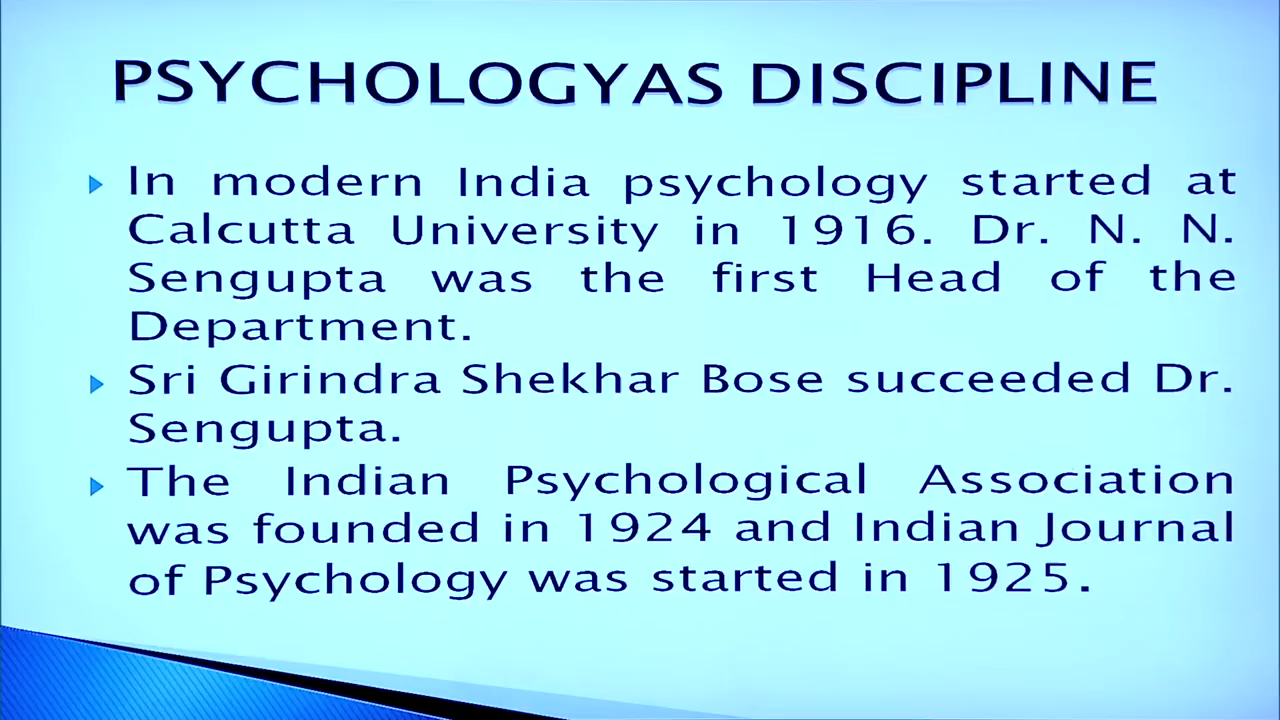 PSYCHOLOGYAS DISCIPLINE
In modern India psychology started at
Calcutta University in 1916. Dr. N. N.
Sengupta was the first Head of the
Department.
Sri Girindra Shekhar Bose succeeded Dr.
Sengupta.
The Indian Psychological Association
was founded in 1924 and Indian Journal
of Psychology was started in 1925.